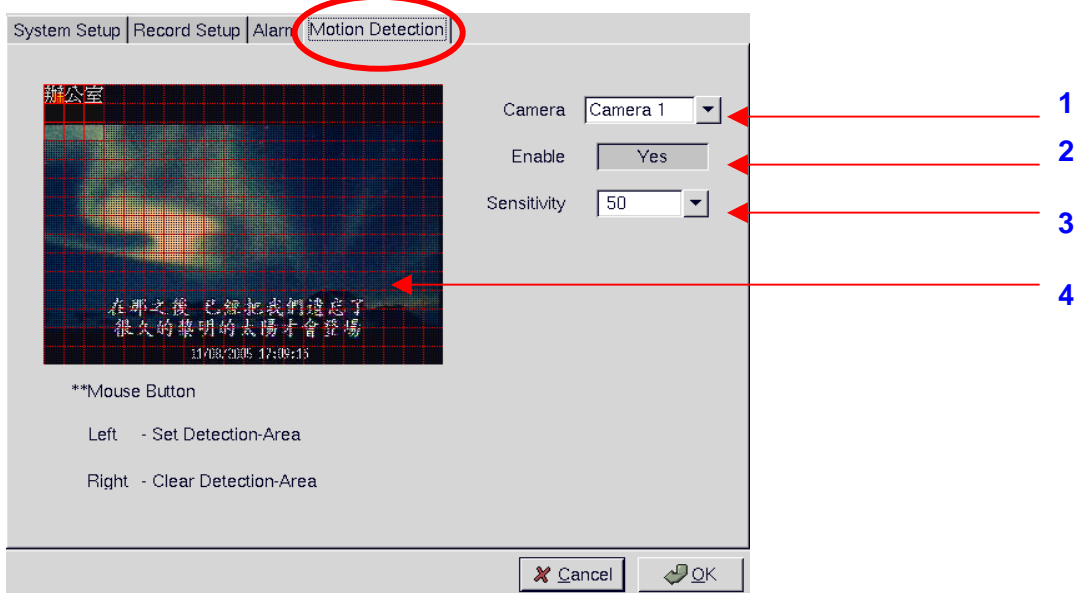 System Setup Record Setup Alarm Motion Detection
辦公室
Camera Camera 1
1
Enable Yes
2
Sensitivity 50
3
4
在那之後 已經把我們遺忘了
很久的黎明的太陽才會登場
11/08/2005 17:09:15
**Mouse Button
Left - Set Detection-Area
Right - Clear Detection-Area
Cancel OK